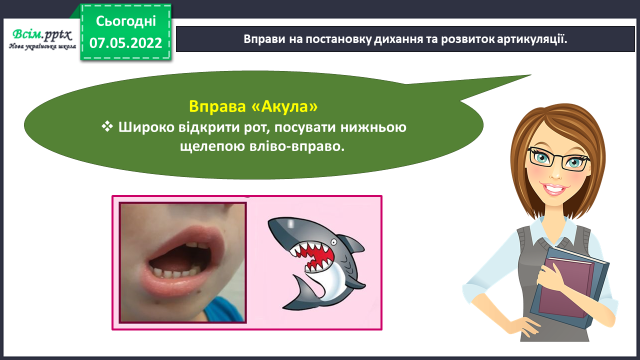 Всім.pptx
Нова українська школа
Сьогодні
07.05.2022
Вправи на постановку дихання та розвиток артикуляції.
Вправа «Акула»
❖ Широко відкрити рот, посувати нижньою
щелепою вліво-вправо.